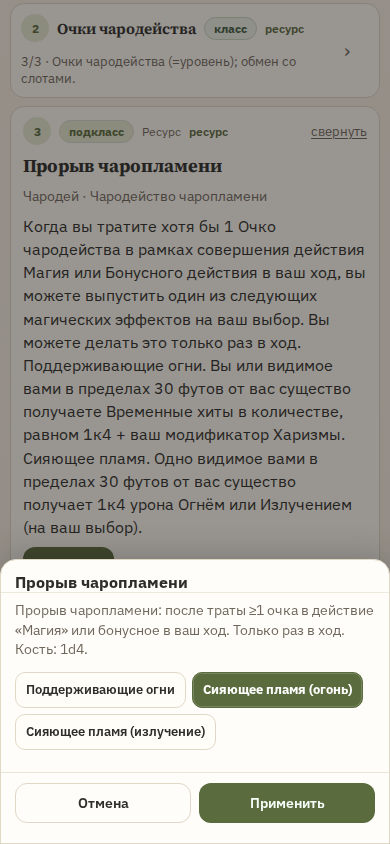 2 Очки чародейства (=уровень) класс ресурс
3/3 · Очки чародейства (=уровень); обмен со
слотами.
3 подкласс Ресурс ресурс свернуть
Прорыв чаропламени
Чародей · Чародейство чаропламени
Когда вы тратите хотя бы 1 Очко
чародейства в рамках совершения действия
Магия или Бонусного действия в ваш ход, вы
можете выпустить один из следующих
магических эффектов на ваш выбор. Вы
можете делать это только раз в ход.
Поддерживающие огни. Вы или видимое
вами в пределах 30 футов от вас существо
получаете Временные хиты в количестве,
равном 1к4 + ваш модификатор Харизмы.
Сияющее пламя. Одно видимое вами в
пределах 30 футов от вас существо
получает 1к4 урона Огнём или Излучением
(на ваш выбор).
Прорыв чаропламени
Прорыв чаропламени: после траты ≥1 очка в действие
«Магия» или бонусное в ваш ход. Только раз в ход.
Кость: 1d4.
Поддерживающие огни Сияющее пламя (огонь)
Сияющее пламя (излучение)
Отмена Применить